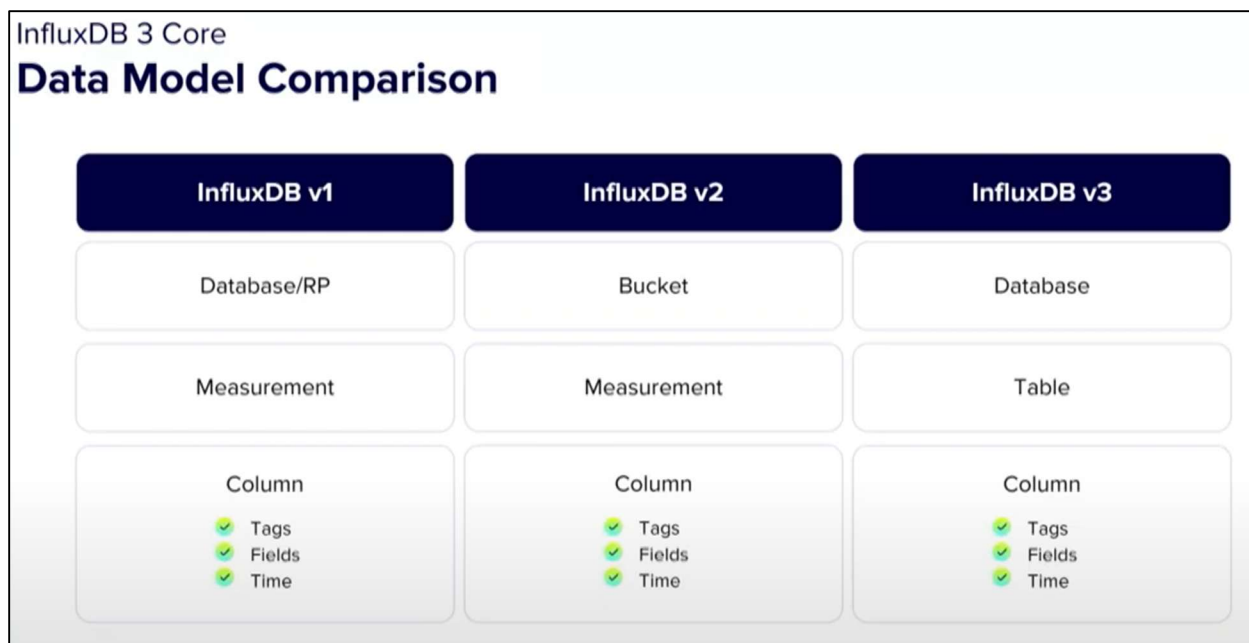 InfluxDB 3 Core
Data Model Comparison
InfluxDB v1 InfluxDB v2 InfluxDB v3
Database/RP Bucket Database
Measurement Measurement Table
Column Column Column
Tags Tags Tags
Fields Fields Fields
Time Time Time